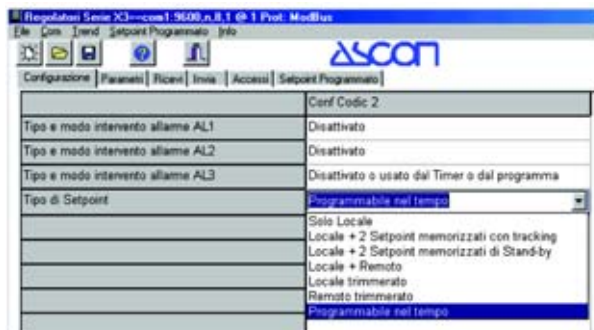 Regolatori Serie X3---com1:9600,n,8,1 @ 1 Prot: ModBus
File Com Trend Setpoint Programmato Info
ASCON
Configurazione Parametri Ricevi Invia Accessi Setpoint Programmato
Conf Codic 2
Tipo e modo intervento allarme AL1 Disattivato
Tipo e modo intervento allarme AL2 Disattivato
Tipo e modo intervento allarme AL3 Disattivato o usato dal Timer o dal programma
Tipo di Setpoint Programmabile nel tempo
Solo Locale
Locale + 2 Setpoint memorizzati con tracking
Locale + 2 Setpoint memorizzati di Stand-by
Locale + Remoto
Locale trimmerato
Remoto trimmerato
Programmabile nel tempo